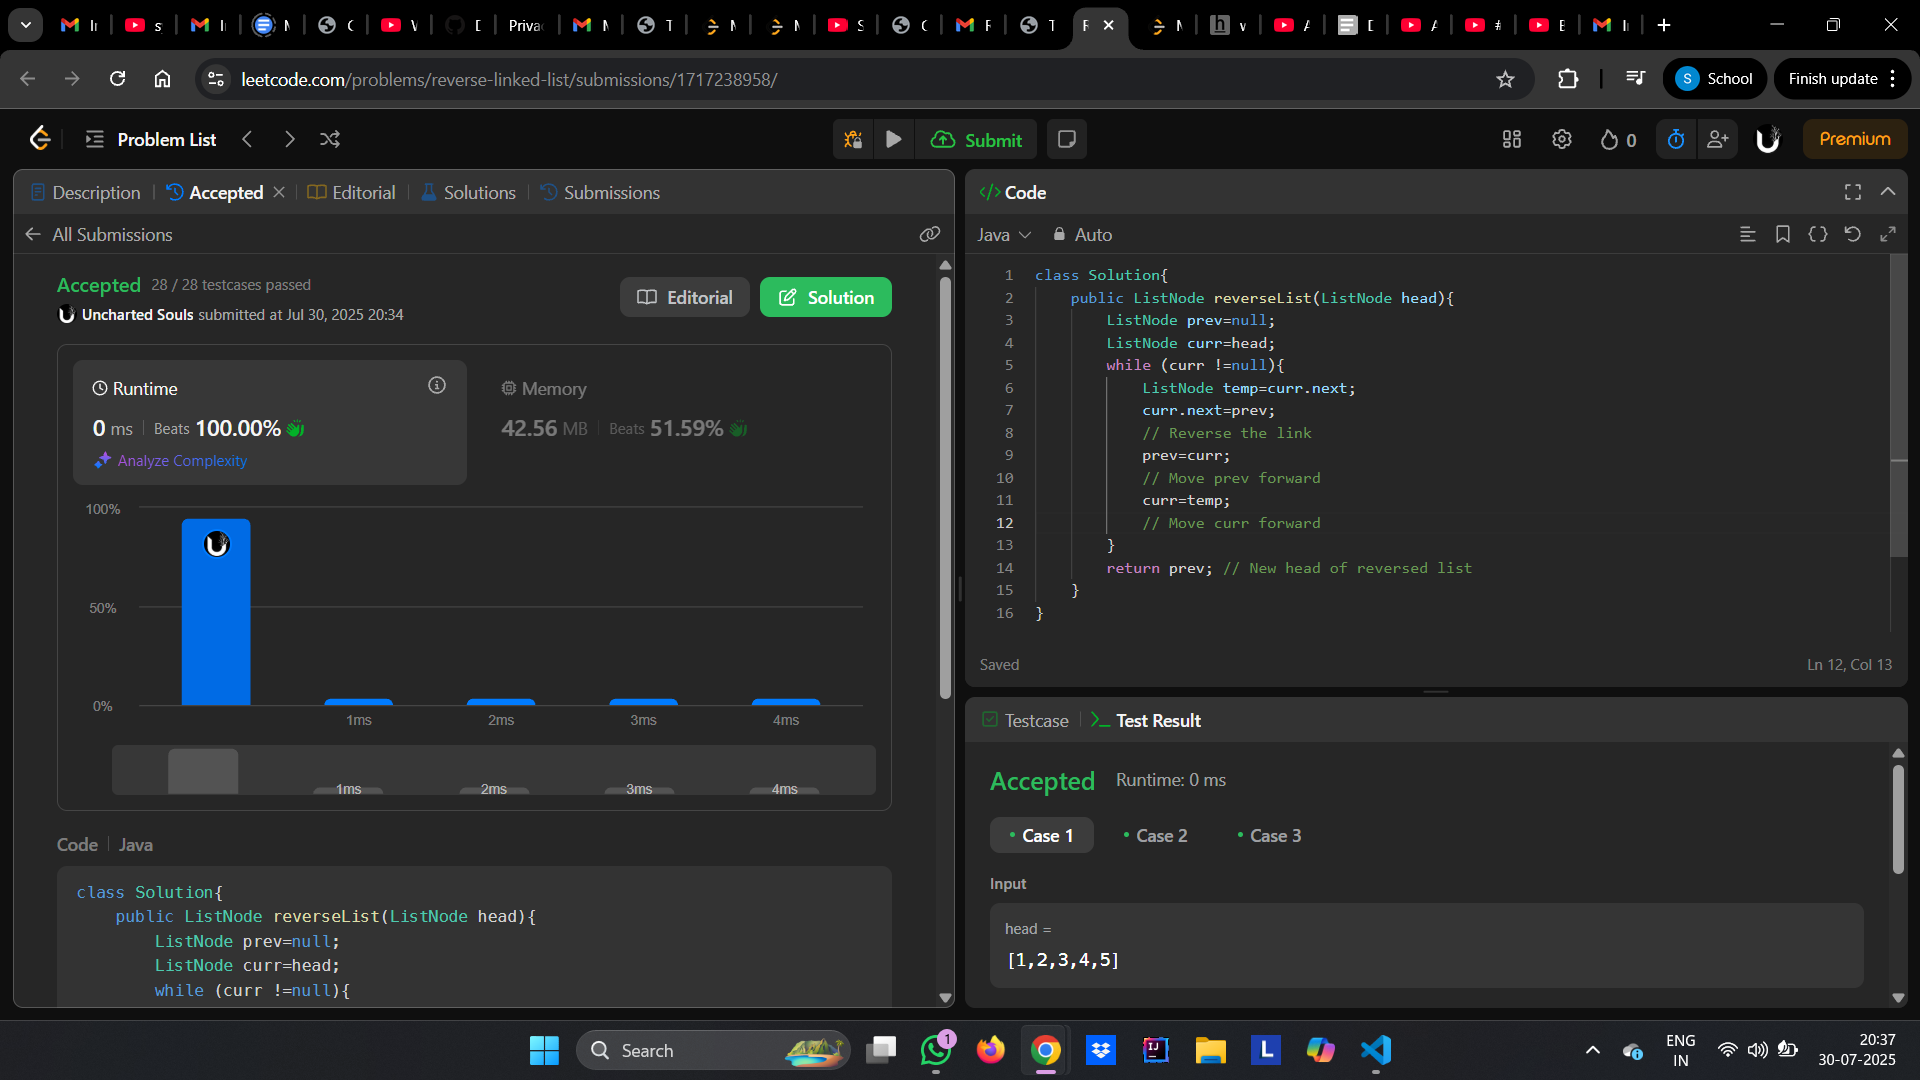 leetcode.com/problems/reverse-linked-list/submissions/1717238958/
S School
Finish update
Problem List
Submit
0
Premium
Description
Accepted
Editorial
Solutions
Submissions
All Submissions
Accepted 28 / 28 testcases passed
Uncharted Souls submitted at Jul 30, 2025 20:34
Editorial
Solution
Runtime
0 ms Beats 100.00%
Analyze Complexity
Memory
42.56 MB Beats 51.59%
100%
50%
0%
1ms 2ms 3ms 4ms
1ms 2ms 3ms 4ms
Code Java
class Solution{
public ListNode reverseList(ListNode head){
ListNode prev=null;
ListNode curr=head;
while (curr !=null){
</> Code
Java Auto
1 class Solution{
2 public ListNode reverseList(ListNode head){
3 ListNode prev=null;
4 ListNode curr=head;
5 while (curr !=null){
6 ListNode temp=curr.next;
7 curr.next=prev;
8 // Reverse the link
9 prev=curr;
10 // Move prev forward
11 curr=temp;
12 // Move curr forward
13 }
14 return prev; // New head of reversed list
15 }
16 }
Saved
Ln 12, Col 13
Testcase
Test Result
Accepted Runtime: 0 ms
Case 1
Case 2
Case 3
Input
head =
[1,2,3,4,5]
Search
1
ENG
IN
20:37
30-07-2025